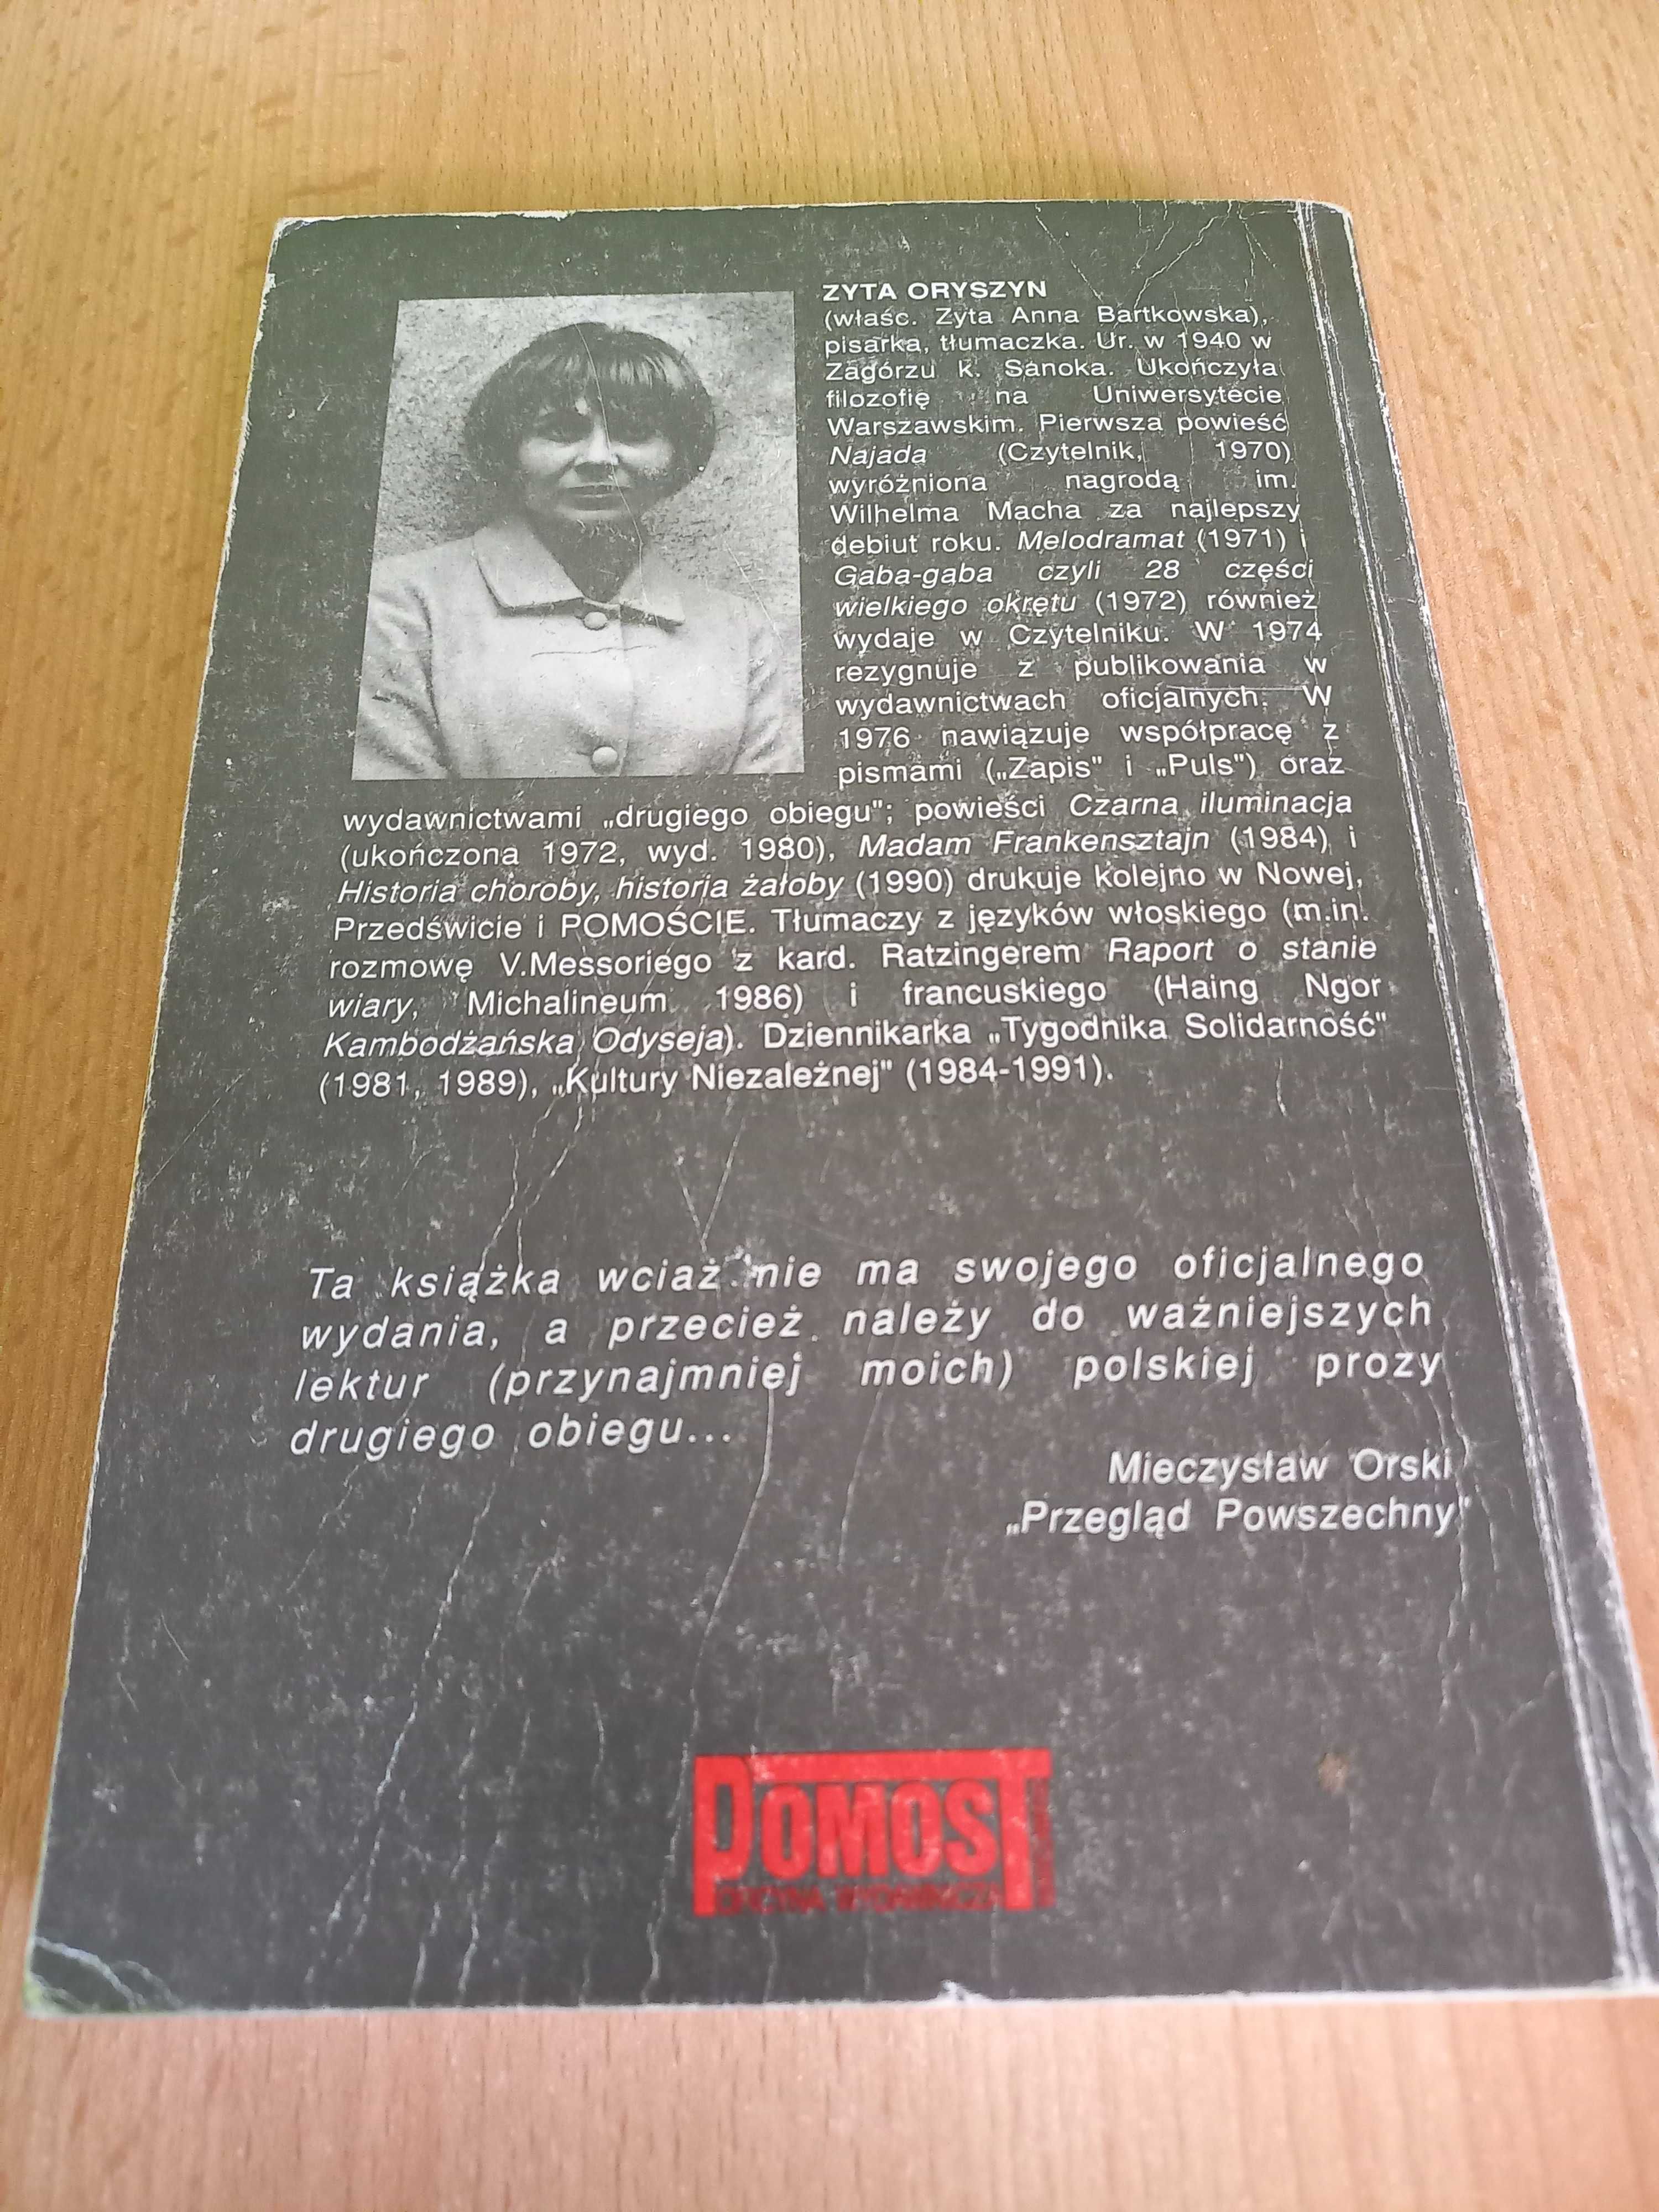 ZYTA ORYSZYN
(właśc. Zyta Anna Bartkowska),
pisarka, tłumaczka. Ur. w 1940 w
Zagórzu k. Sanoka. Ukończyła
filozofię na Uniwersytecie
Warszawskim. Pierwsza powieść
Najada (Czytelnik, 1970)
wyróżniona nagrodą im.
Wilhelma Macha za najlepszy
debiut roku. Melodramat (1971) i
Gaba-gaba czyli 28 części
wielkiego okrętu (1972) również
wydaje w Czytelniku. W 1974
rezygnuje z publikowania w
wydawnictwach oficjalnych. W
1976 nawiązuje współpracę z
pismami („Zapis" i „Puls") oraz
wydawnictwami „drugiego obiegu"; powieści Czarna iluminacja
(ukończona 1972, wyd. 1980), Madam Frankensztajn (1984) i
Historia choroby, historia żałoby (1990) drukuje kolejno w Nowej,
Przedświcie i POMOŚCIE. Tłumaczy z języków włoskiego (m.in.
rozmowę V.Messoriego z kard. Ratzingerem Raport o stanie
wiary, Michalineum 1986) i francuskiego (Haing Ngor
Kambodżańska Odyseja). Dziennikarka „Tygodnika Solidarność"
(1981, 1989), „Kultury Niezależnej" (1984-1991).
Ta książka wciaż nie ma swojego oficjalnego
wydania, a przecież należy do ważniejszych
lektur (przynajmniej moich) polskiej prozy
drugiego obiegu...
Mieczysław Orski
„Przegląd Powszechny"
POMOST
OFICYNA WYDAWNICZA